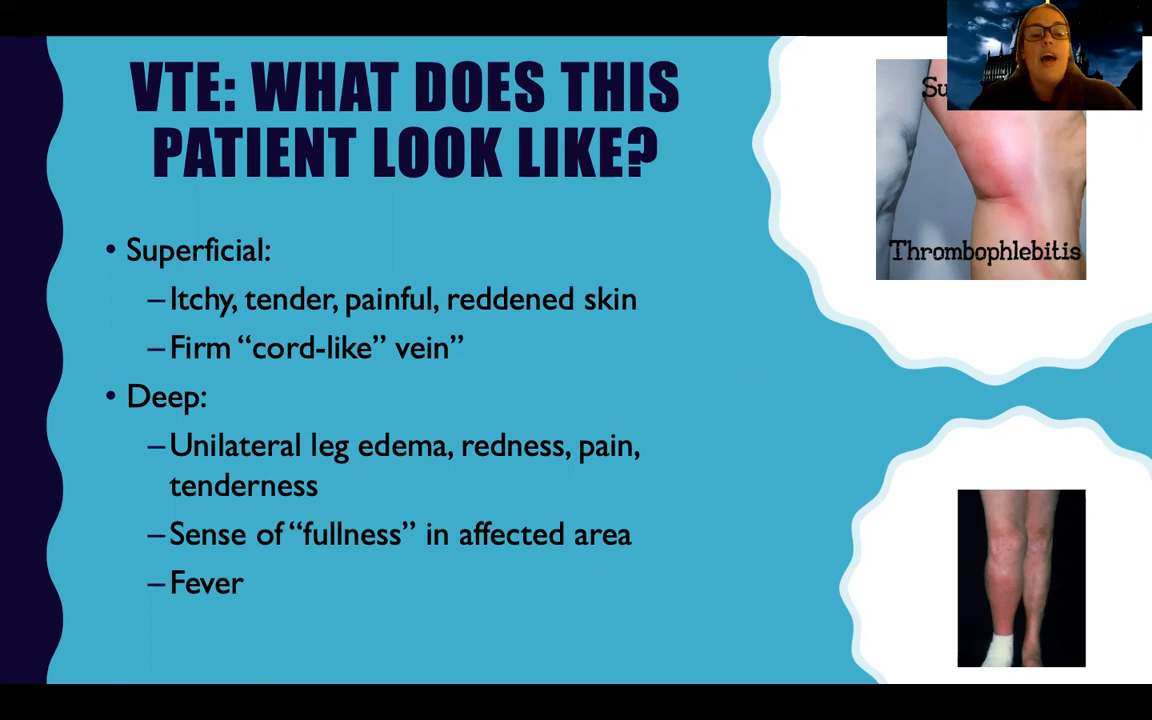 VTE: WHAT DOES THIS
PATIENT LOOK LIKE?
• Superficial:
–Itchy, tender, painful, reddened skin
–Firm “cord-like” vein”
• Deep:
–Unilateral leg edema, redness, pain,
tenderness
–Sense of “fullness” in affected area
–Fever
Thrombophlebitis